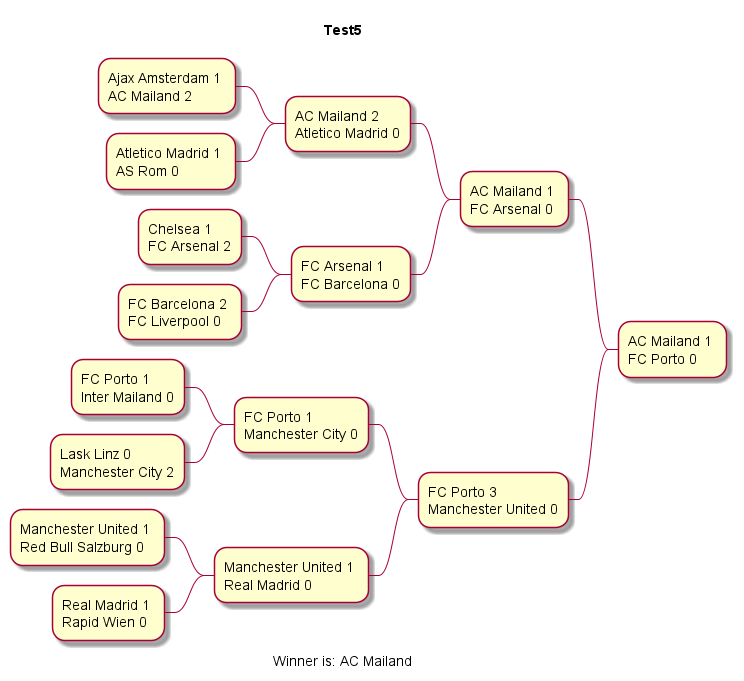 Test5
Ajax Amsterdam 1
AC Mailand 2
Atletico Madrid 1
AS Rom 0
AC Mailand 2
Atletico Madrid 0
Chelsea 1
FC Arsenal 2
FC Barcelona 2
FC Liverpool 0
FC Arsenal 1
FC Barcelona 0
AC Mailand 1
FC Arsenal 0
FC Porto 1
Inter Mailand 0
Lask Linz 0
Manchester City 2
FC Porto 1
Manchester City 0
Manchester United 1
Red Bull Salzburg 0
Real Madrid 1
Rapid Wien 0
Manchester United 1
Real Madrid 0
FC Porto 3
Manchester United 0
AC Mailand 1
FC Porto 0
Winner is: AC Mailand